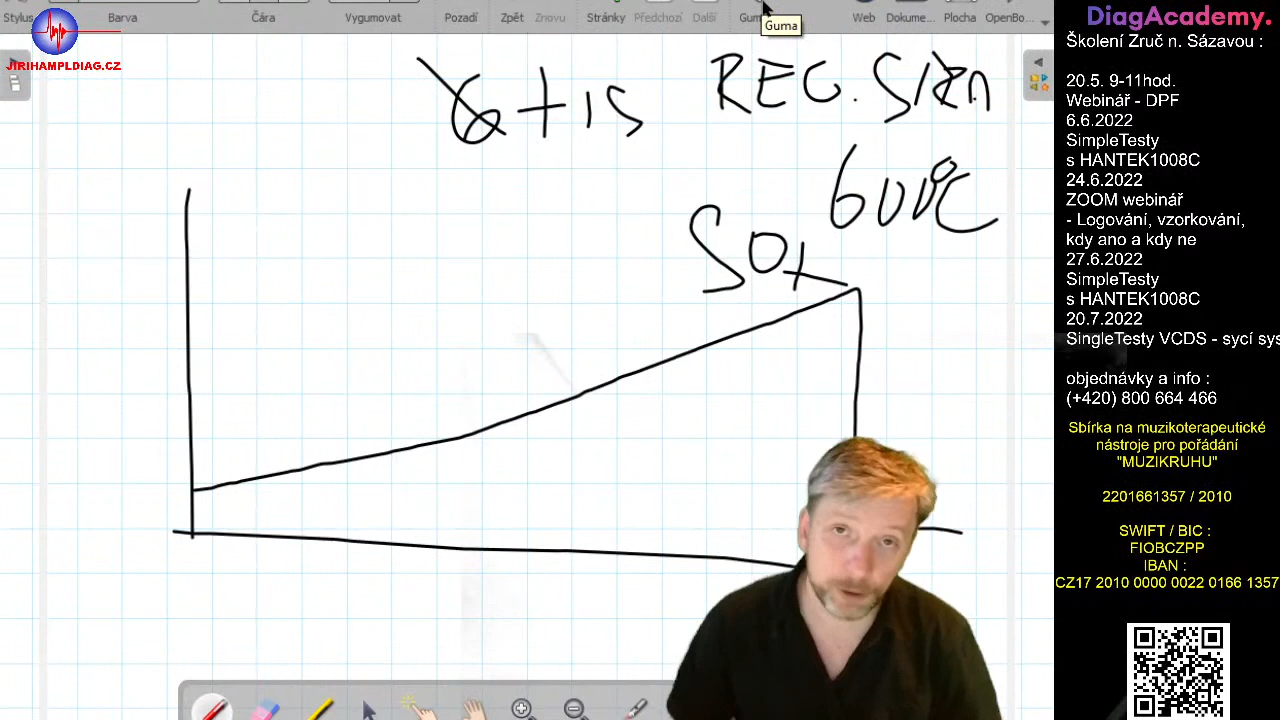 Stylus
Barva
Čára
Vygumovat
Pozadí
Zpět
Znovu
Stránky
Předchozí
Další
Gum
Web
Dokume...
Plocha
OpenBo...
Guma
JIRIHAMPLDIAG.CZ
600°C
SOx
DiagAcademy.
Školení Zruč n. Sázavou :
20.5. 9-11hod.
Webinář - DPF
6.6.2022
SimpleTesty
s HANTEK1008C
24.6.2022
ZOOM webinář
- Logování, vzorkování,
kdy ano a kdy ne
27.6.2022
SimpleTesty
s HANTEK1008C
20.7.2022
SingleTesty VCDS - sycí sys
objednávky a info :
(+420) 800 664 466
Sbírka na muzikoterapeutické
nástroje pro pořádání
"MUZIKRUHU"
2201661357 / 2010
SWIFT / BIC :
FIOBCZPP
IBAN :
CZ17 2010 0000 0022 0166 1357